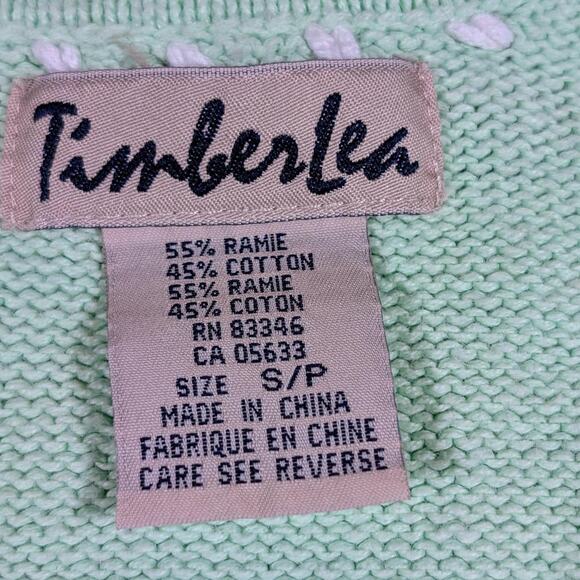 TimberLea
55% RAMIE
45% COTTON
55% RAMIE
45% COTON
RN 83346
CA 05633
SIZE S/P
MADE IN CHINA
FABRIQUE EN CHINE
CARE SEE REVERSE